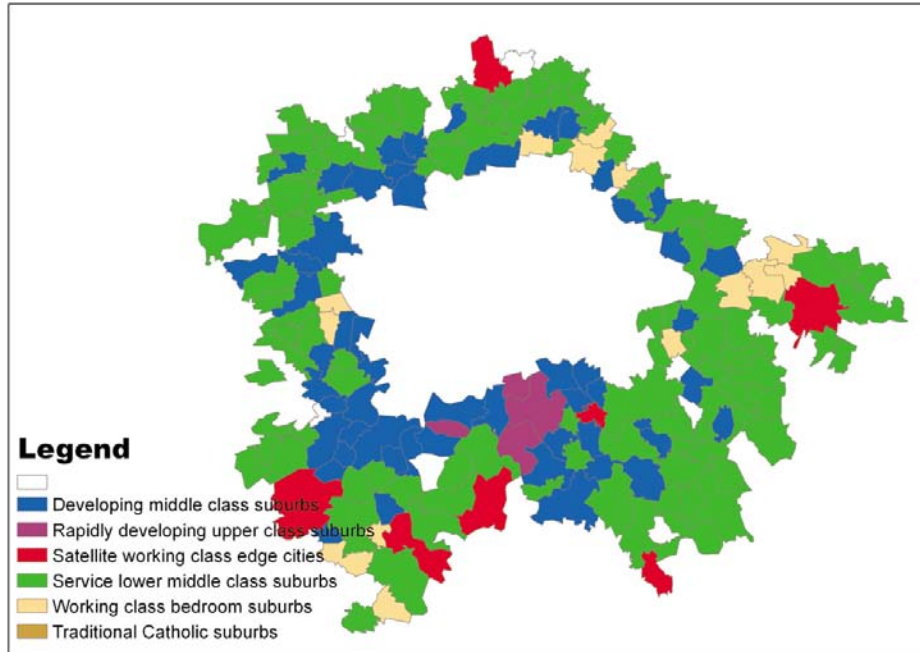 Legend
Developing middle class suburbs
Rapidly developing upper class suburbs
Satellite working class edge cities
Service lower middle class suburbs
Working class bedroom suburbs
Traditional Catholic suburbs